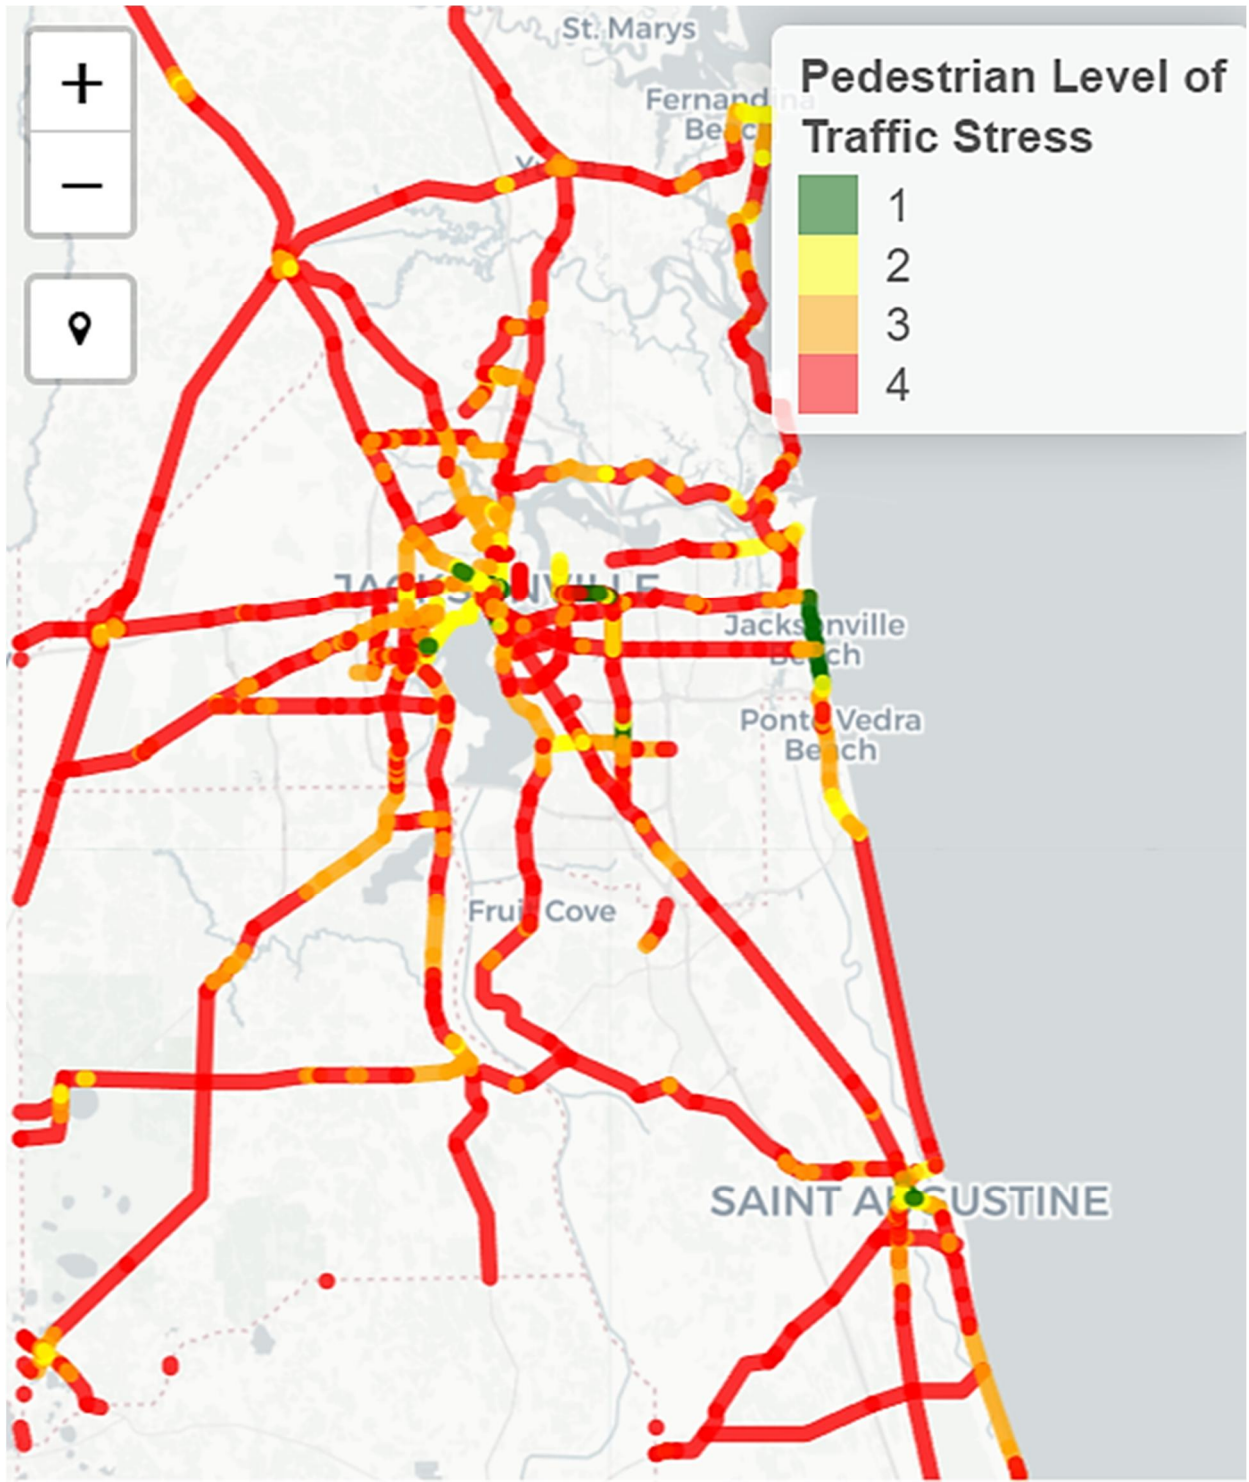 +
−
St. Marys
Fernandina
Beach
Pedestrian Level of
Traffic Stress
1
2
3
4
JACKSONVILLE
Jacksonville
Beach
Ponte Vedra
Beach
Fruit Cove
SAINT AUGUSTINE